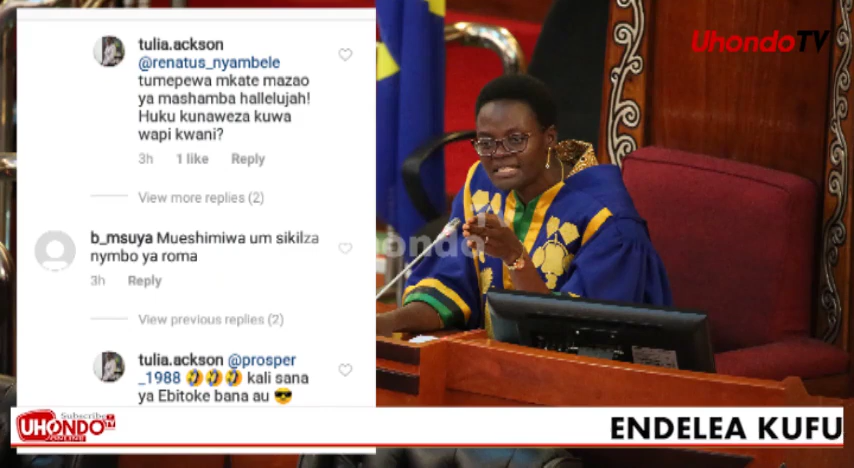 UhondoTV
tulia.ackson
@renatus_nyambele
tumepewa mkate mazao
ya mashamba hallelujah!
Huku kunaweza kuwa
wapi kwani?
3h 1 like Reply
View more replies (2)
b_msuya Mueshimiwa um sikilza
nymbo ya roma
3h Reply
View previous replies (2)
tulia.ackson @prosper
_1988 🤣🤣🤣 kali sana
ya Ebitoke bana au 😎
Subscribe
UHONDO TV
ENDELEA KUFU